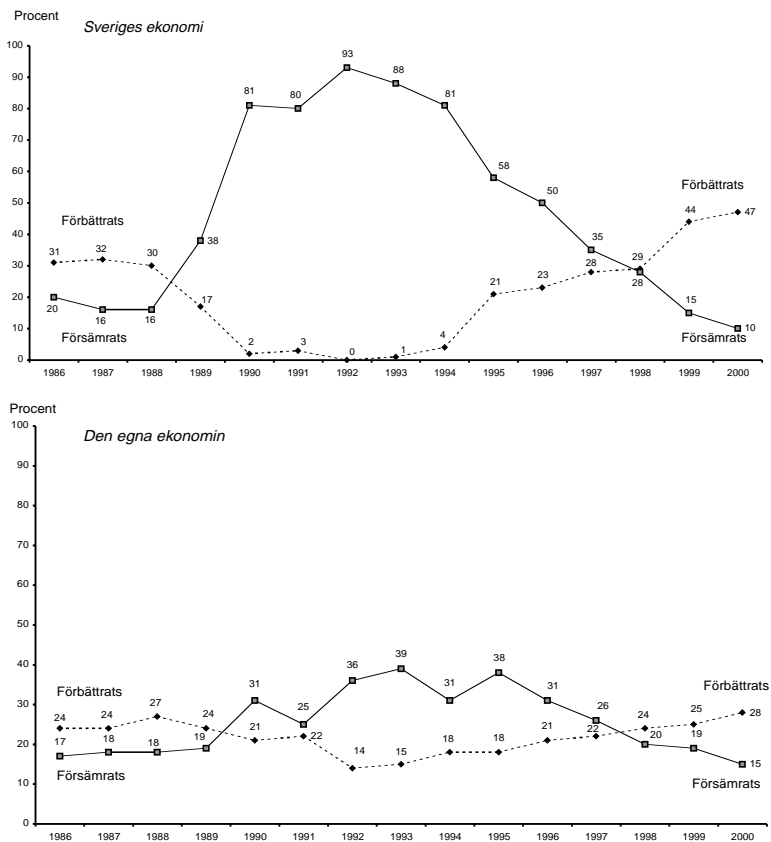 Procent
Sveriges ekonomi
100
90
80
70
60
50
40
30
20
10
0
Förbättrats
31 32 30 17 2 3 0 1 4 21 23 28 29 44 47
Förbättrats
20 16 16 38 81 80 93 88 81 58 50 35 28 15 10
Försämrats
Försämrats
1986 1987 1988 1989 1990 1991 1992 1993 1994 1995 1996 1997 1998 1999 2000
Procent
Den egna ekonomin
100
90
80
70
60
50
40
30
20
10
0
Förbättrats
24 24 27 24 21 22 14 15 18 18 21 22 24 25 28
Förbättrats
17 18 18 19 31 25 36 39 31 38 31 26 20 19 15
Försämrats
Försämrats
1986 1987 1988 1989 1990 1991 1992 1993 1994 1995 1996 1997 1998 1999 2000